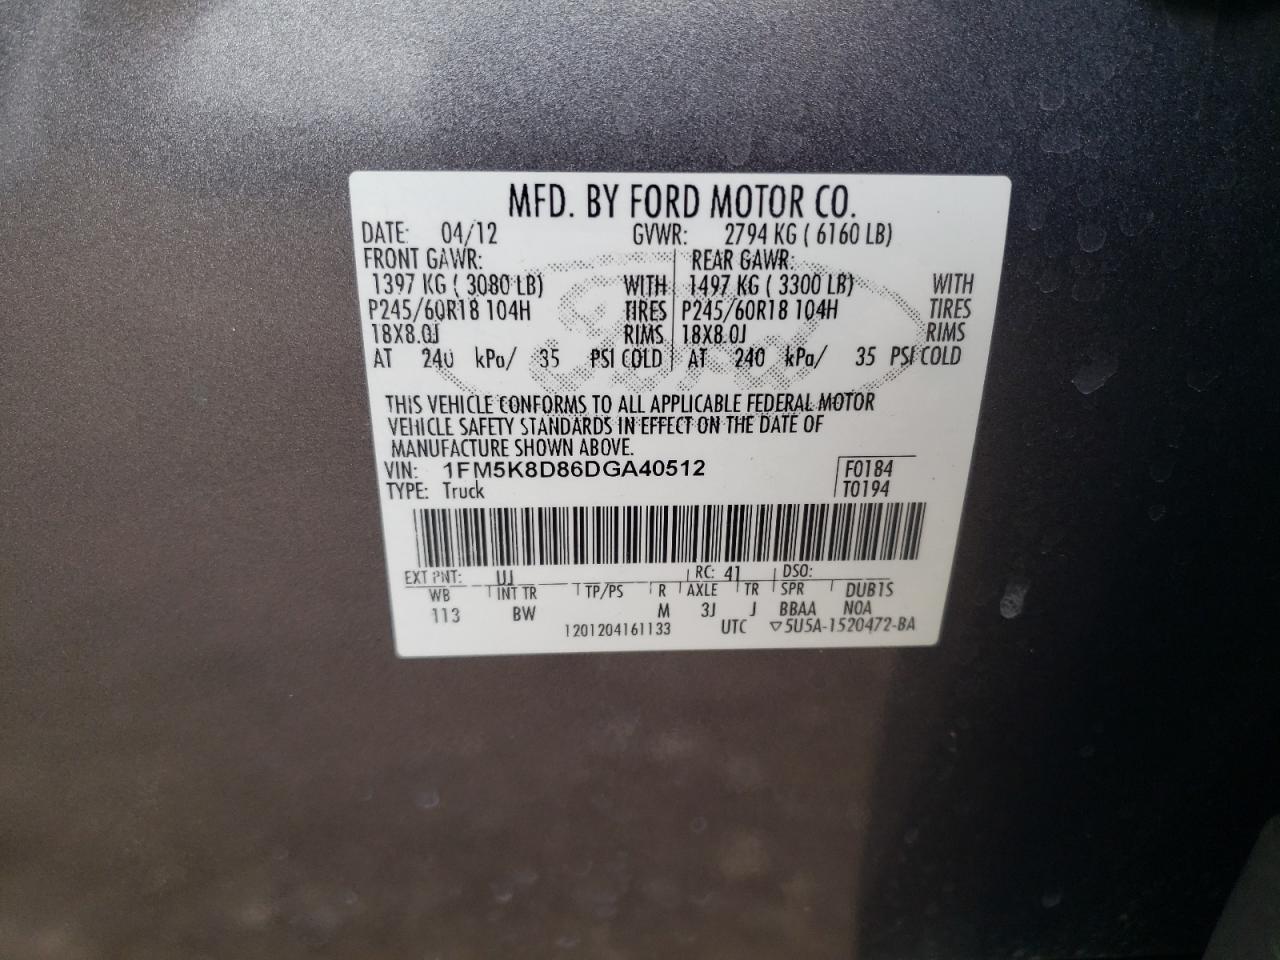 MFD. BY FORD MOTOR CO.
DATE: 04/12 GVWR: 2794 KG ( 6160 LB)
FRONT GAWR: REAR GAWR:
1397 KG ( 3080 LB) WITH 1497 KG ( 3300 LB) WITH
P245/60R18 104H TIRES P245/60R18 104H TIRES
18X8.0J RIMS 18X8.0J RIMS
AT 240 kPa/ 35 PSI COLD AT 240 kPa/ 35 PSI COLD
THIS VEHICLE CONFORMS TO ALL APPLICABLE FEDERAL MOTOR
VEHICLE SAFETY STANDARDS IN EFFECT ON THE DATE OF
MANUFACTURE SHOWN ABOVE.
VIN: 1FM5K8D86DGA40512 F0184
TYPE: Truck T0194
EXT PNT: UJ RC: 41 DSO:
WB INT TR TP/PS R AXLE TR SPR DUB1S
113 BW M 3J J BBAA NOA
1201204161133 UTC ▽5U5A-1520472-BA